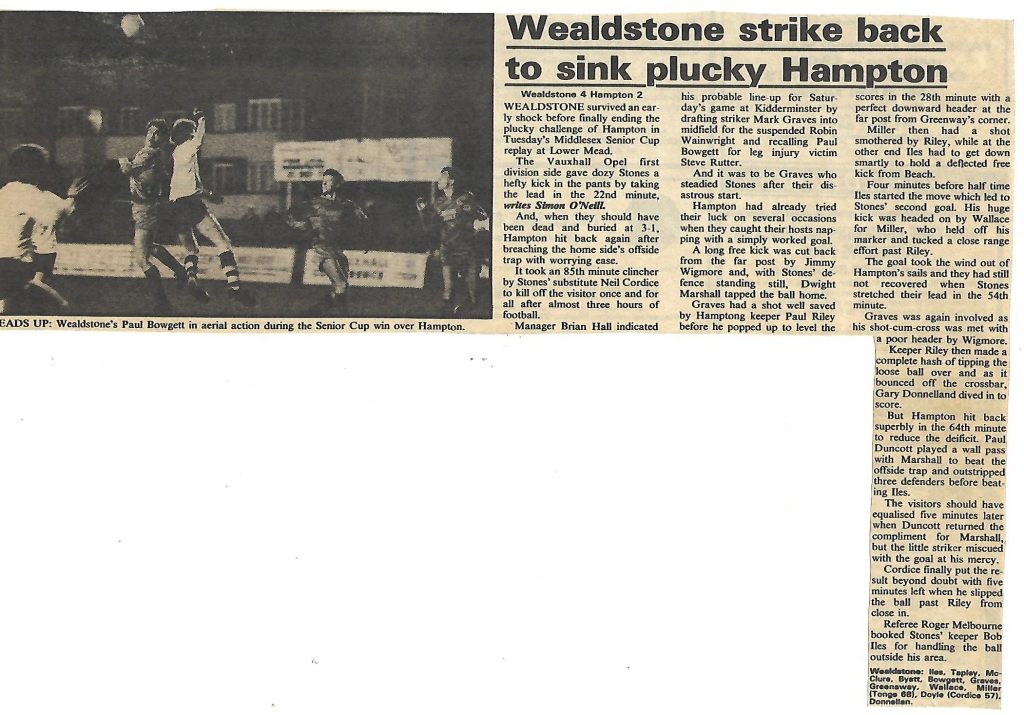 Wealdstone strike back
to sink plucky Hampton
Wealdstone 4 Hampton 2
WEALDSTONE survived an ear-
ly shock before finally ending the
plucky challenge of Hampton in
Tuesday's Middlesex Senior Cup
replay at Lower Mead.
The Vauxhall Opel first
division side gave dozy Stones a
hefty kick in the pants by taking
the lead in the 22nd minute,
writes Simon O'Neill.
And, when they should have
been dead and buried at 3-1,
Hampton hit back again after
breaching the home side's offside
trap with worrying ease.
It took an 85th minute clincher
by Stones' substitute Neil Cordice
to kill off the visitor once and for
all after almost three hours of
football.
Manager Brian Hall indicated
his probable line-up for Satur-
day's game at Kidderminster by
drafting striker Mark Graves into
midfield for the suspended Robin
Wainwright and recalling Paul
Bowgett for leg injury victim
Steve Rutter.
And it was to be Graves who
steadied Stones after their dis-
astrous start.
Hampton had already tried
their luck on several occasions
when they caught their hosts nap-
ping with a simply worked goal.
A long free kick was cut back
from the far post by Jimmy
Wigmore and, with Stones' de-
fence standing still, Dwight
Marshall tapped the ball home.
Graves had a shot well saved
by Hamptong keeper Paul Riley
before he popped up to level the
scores in the 28th minute with a
perfect downward header at the
far post from Greenway's corner.
Miller then had a shot
smothered by Riley, while at the
other end Iles had to get down
smartly to hold a deflected free
kick from Beach.
Four minutes before half time
Iles started the move which led to
Stones' second goal. His huge
kick was headed on by Wallace
for Miller, who held off his
marker and tucked a close range
effort past Riley.
The goal took the wind out of
Hampton's sails and they had still
not recovered when Stones
stretched their lead in the 54th
minute.
Graves was again involved as
his shot-cum-cross was met with
a poor header by Wigmore.
Keeper Riley then made a
complete hash of tipping the
loose ball over and as it
bounced off the crossbar,
Gary Donnelland dived in to
score.
But Hampton hit back
superbly in the 64th minute
to reduce the deificit. Paul
Duncott played a wall pass
with Marshall to beat the
offside trap and outstripped
three defenders before beat-
ing Iles.
The visitors should have
equalised five minutes later
when Duncott returned the
compliment for Marshall,
but the little striker miscued
with the goal at his mercy.
Cordice finally put the re-
sult beyond doubt with five
minutes left when he slipped
the ball past Riley from
close in.
Referee Roger Melbourne
booked Stones' keeper Bob
Iles for handling the ball
outside his area.
Wealdstone: Iles, Tapley, Mc-
Clure, Byatt, Bowgett, Graves,
Greenaway, Wallace, Miller
(Tonge 68), Doyle (Cordice 57),
Donnellan.
EADS UP: Wealdstone's Paul Bowgett in aerial action during the Senior Cup win over Hampton.